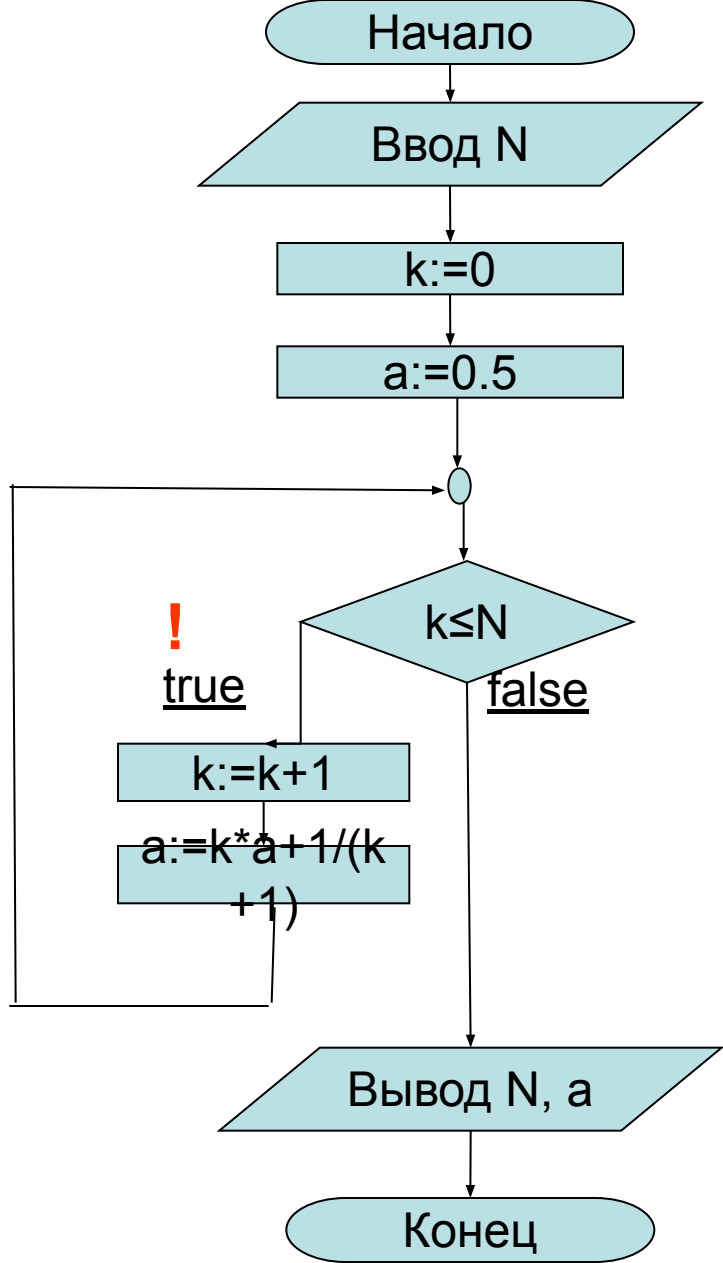 Начало
Ввод N
k:=0
a:=0.5
k≤N
!
true
false
k:=k+1
a:=k*a+1/(k
+1)
Вывод N, a
Конец